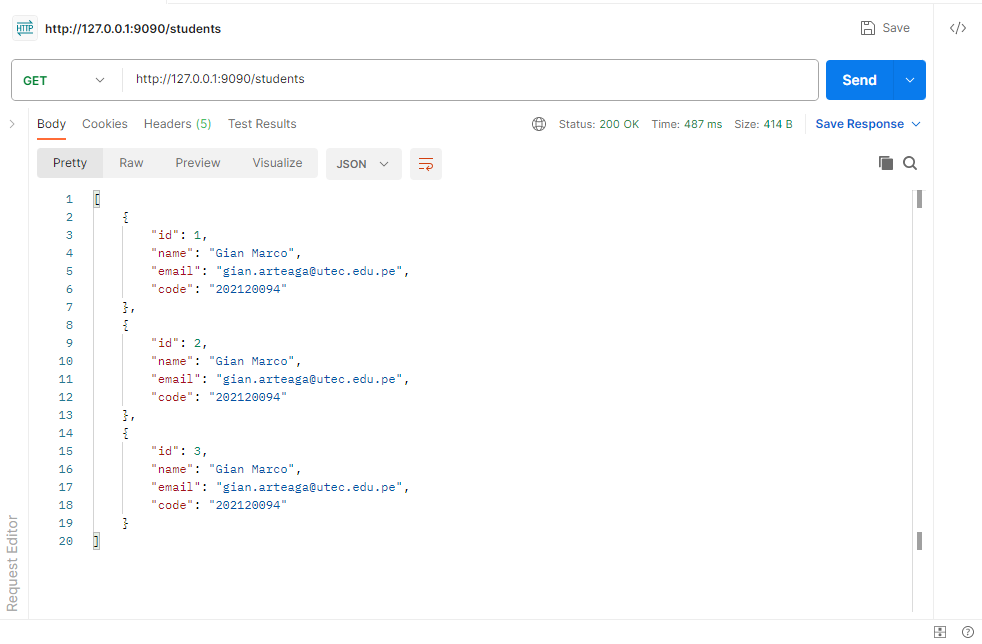 HTTP http://127.0.0.1:9090/students Save
GET http://127.0.0.1:9090/students Send
Body Cookies Headers (5) Test Results Status: 200 OK Time: 487 ms Size: 414 B Save Response
Pretty Raw Preview Visualize JSON
1 [
2 {
3 "id": 1,
4 "name": "Gian Marco",
5 "email": "gian.arteaga@utec.edu.pe",
6 "code": "202120094"
7 },
8 {
9 "id": 2,
10 "name": "Gian Marco",
11 "email": "gian.arteaga@utec.edu.pe",
12 "code": "202120094"
13 },
14 {
15 "id": 3,
16 "name": "Gian Marco",
17 "email": "gian.arteaga@utec.edu.pe",
18 "code": "202120094"
19 }
20 ]
Request Editor